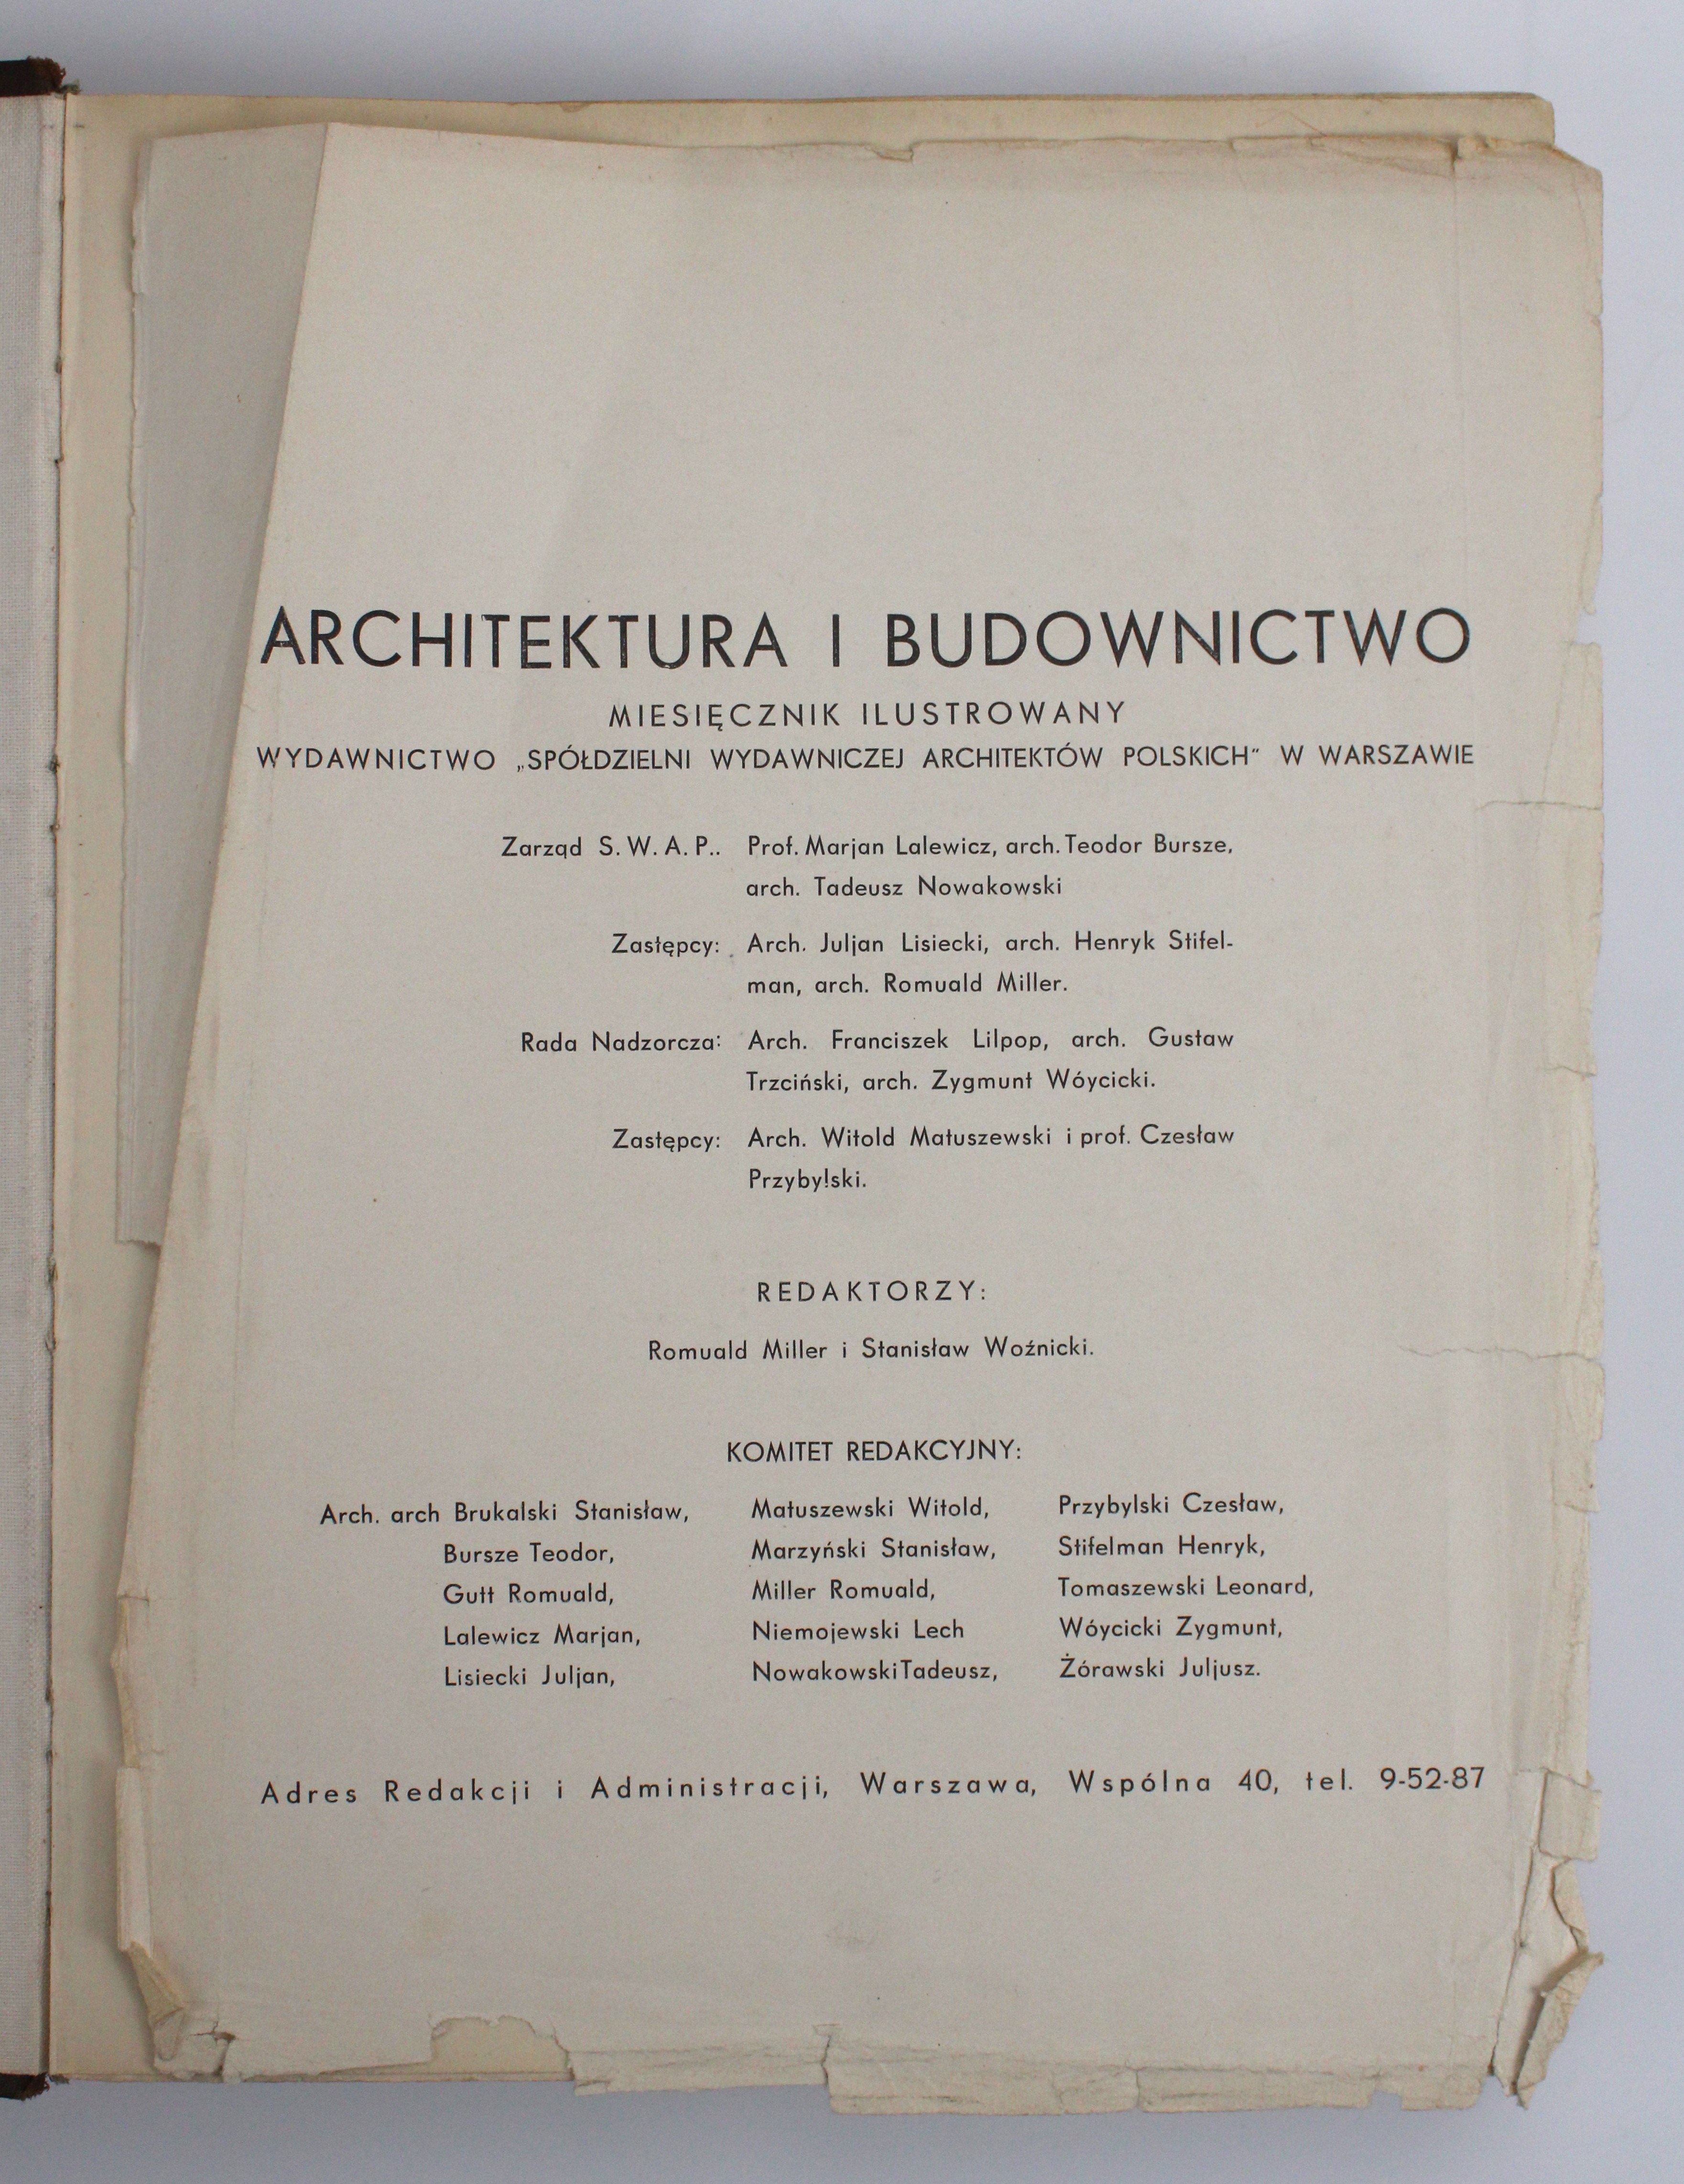 ARCHITEKTURA I BUDOWNICTWO
MIESIĘCZNIK ILUSTROWANY
WYDAWNICTWO „SPÓŁDZIELNI WYDAWNICZEJ ARCHITEKTÓW POLSKICH“ W WARSZAWIE
Zarząd S. W. A. P.. Prof. Marjan Lalewicz, arch. Teodor Bursze,
arch. Tadeusz Nowakowski
Zastępcy: Arch. Juljan Lisiecki, arch. Henryk Stifel-
man, arch. Romuald Miller.
Rada Nadzorcza: Arch. Franciszek Lilpop, arch. Gustaw
Trzciński, arch. Zygmunt Wóycicki.
Zastępcy: Arch. Witold Matuszewski i prof. Czesław
Przybylski.
REDAKTORZY:
Romuald Miller i Stanisław Woźnicki.
KOMITET REDAKCYJNY:
Arch. arch Brukalski Stanisław, Matuszewski Witold, Przybylski Czesław,
Bursze Teodor, Marzyński Stanisław, Stifelman Henryk,
Gutt Romuald, Miller Romuald, Tomaszewski Leonard,
Lalewicz Marjan, Niemojewski Lech Wóycicki Zygmunt,
Lisiecki Juljan, Nowakowski Tadeusz, Żórawski Juljusz.
Adres Redakcji i Administracji, Warszawa, Wspólna 40, tel. 9-52-87